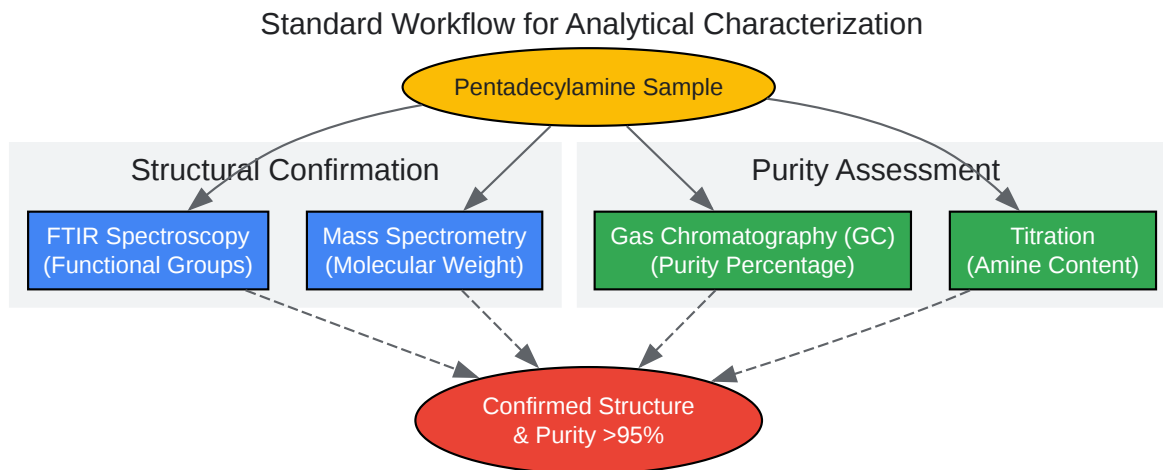 Standard Workflow for Analytical Characterization
Pentadecylamine Sample
Structural Confirmation
Purity Assessment
FTIR Spectroscopy
(Functional Groups)
Mass Spectrometry
(Molecular Weight)
Gas Chromatography (GC)
(Purity Percentage)
Titration
(Amine Content)
Confirmed Structure
& Purity >95%